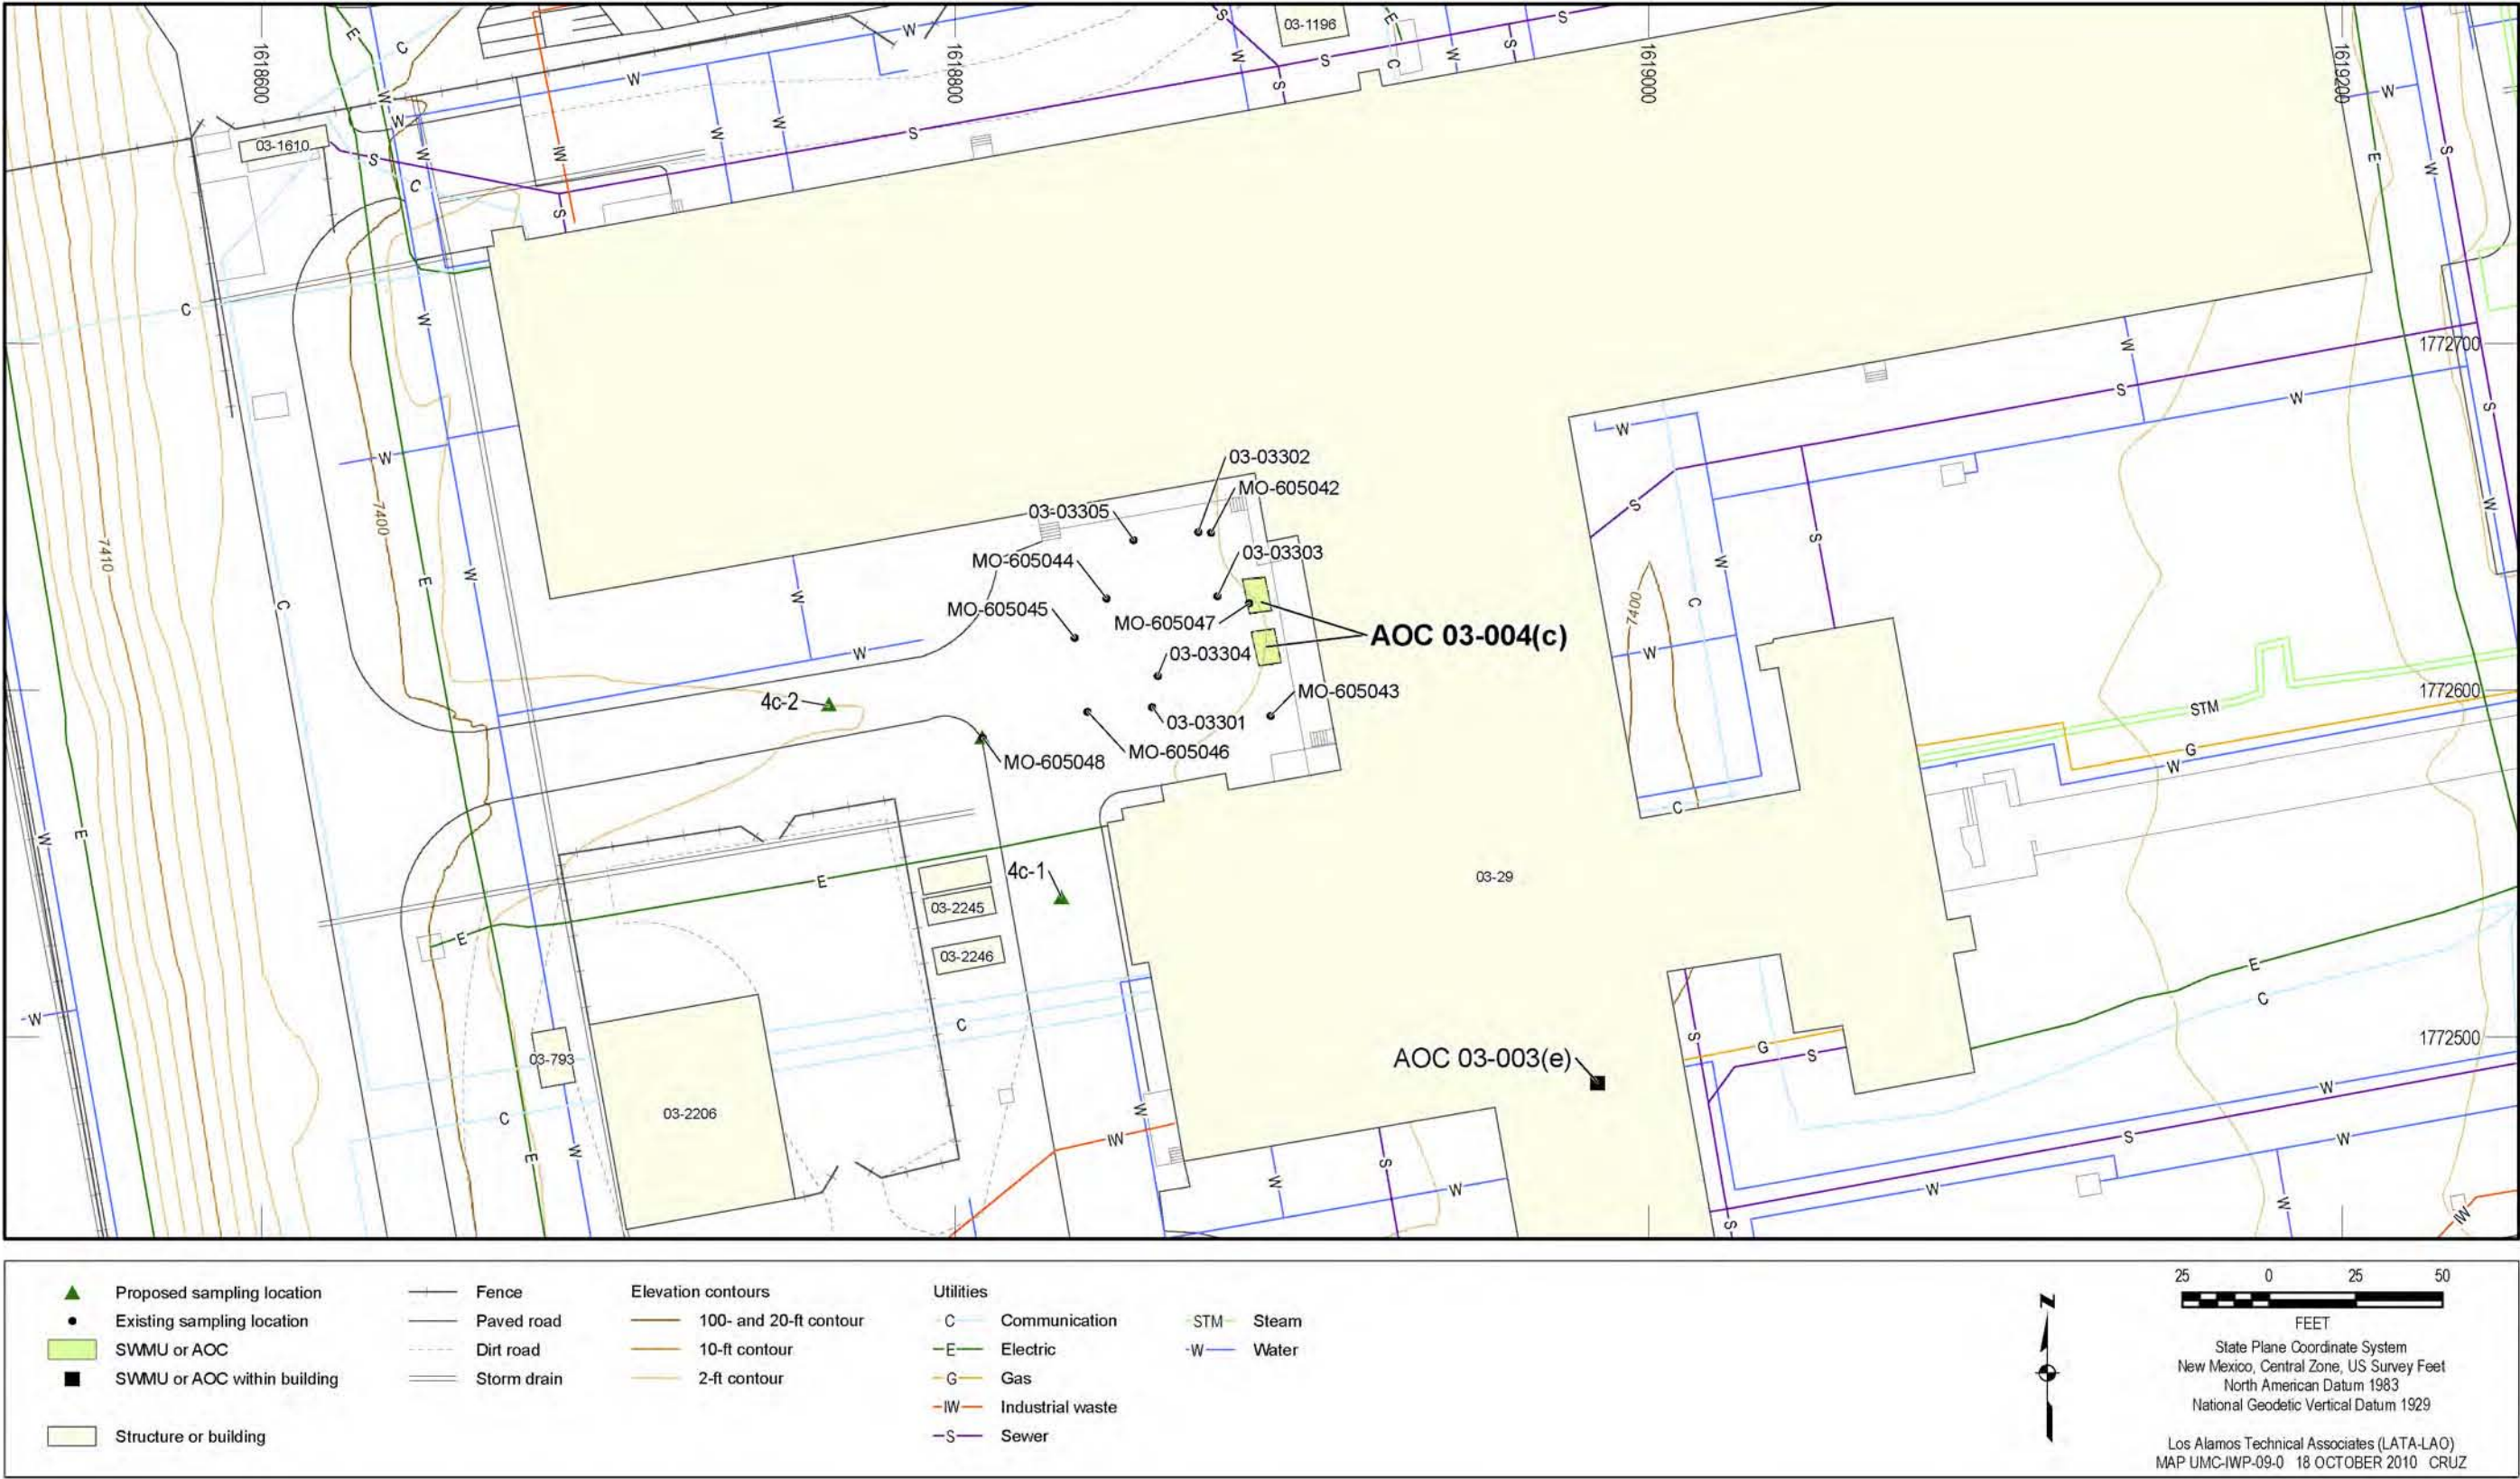 1618600
1618800
1619000
1619200
03-1196
03-1610
E
C
W
S
IW
7400
7410
1772700
03-03302
MO-605042
03-03305
03-03303
MO-605044
MO-605045
MO-605047
AOC 03-004(c)
03-03304
7400
MO-605043
1772600
4c-2
03-03301
STM
G
MO-605046
MO-605048
4c-1
03-29
03-2245
03-2246
AOC 03-003(e)
1772500
03-793
03-2206
IW
25 0 25 50
FEET
Proposed sampling location
Existing sampling location
SWMU or AOC
SWMU or AOC within building
Structure or building
Fence
Paved road
Dirt road
Storm drain
Elevation contours
100- and 20-ft contour
10-ft contour
2-ft contour
Utilities
C Communication
E Electric
G Gas
IW Industrial waste
S Sewer
STM Steam
W Water
N
State Plane Coordinate System
New Mexico, Central Zone, US Survey Feet
North American Datum 1983
National Geodetic Vertical Datum 1929
Los Alamos Technical Associates (LATA-LAO)
MAP UMC-IWP-09-0 18 OCTOBER 2010 CRUZ